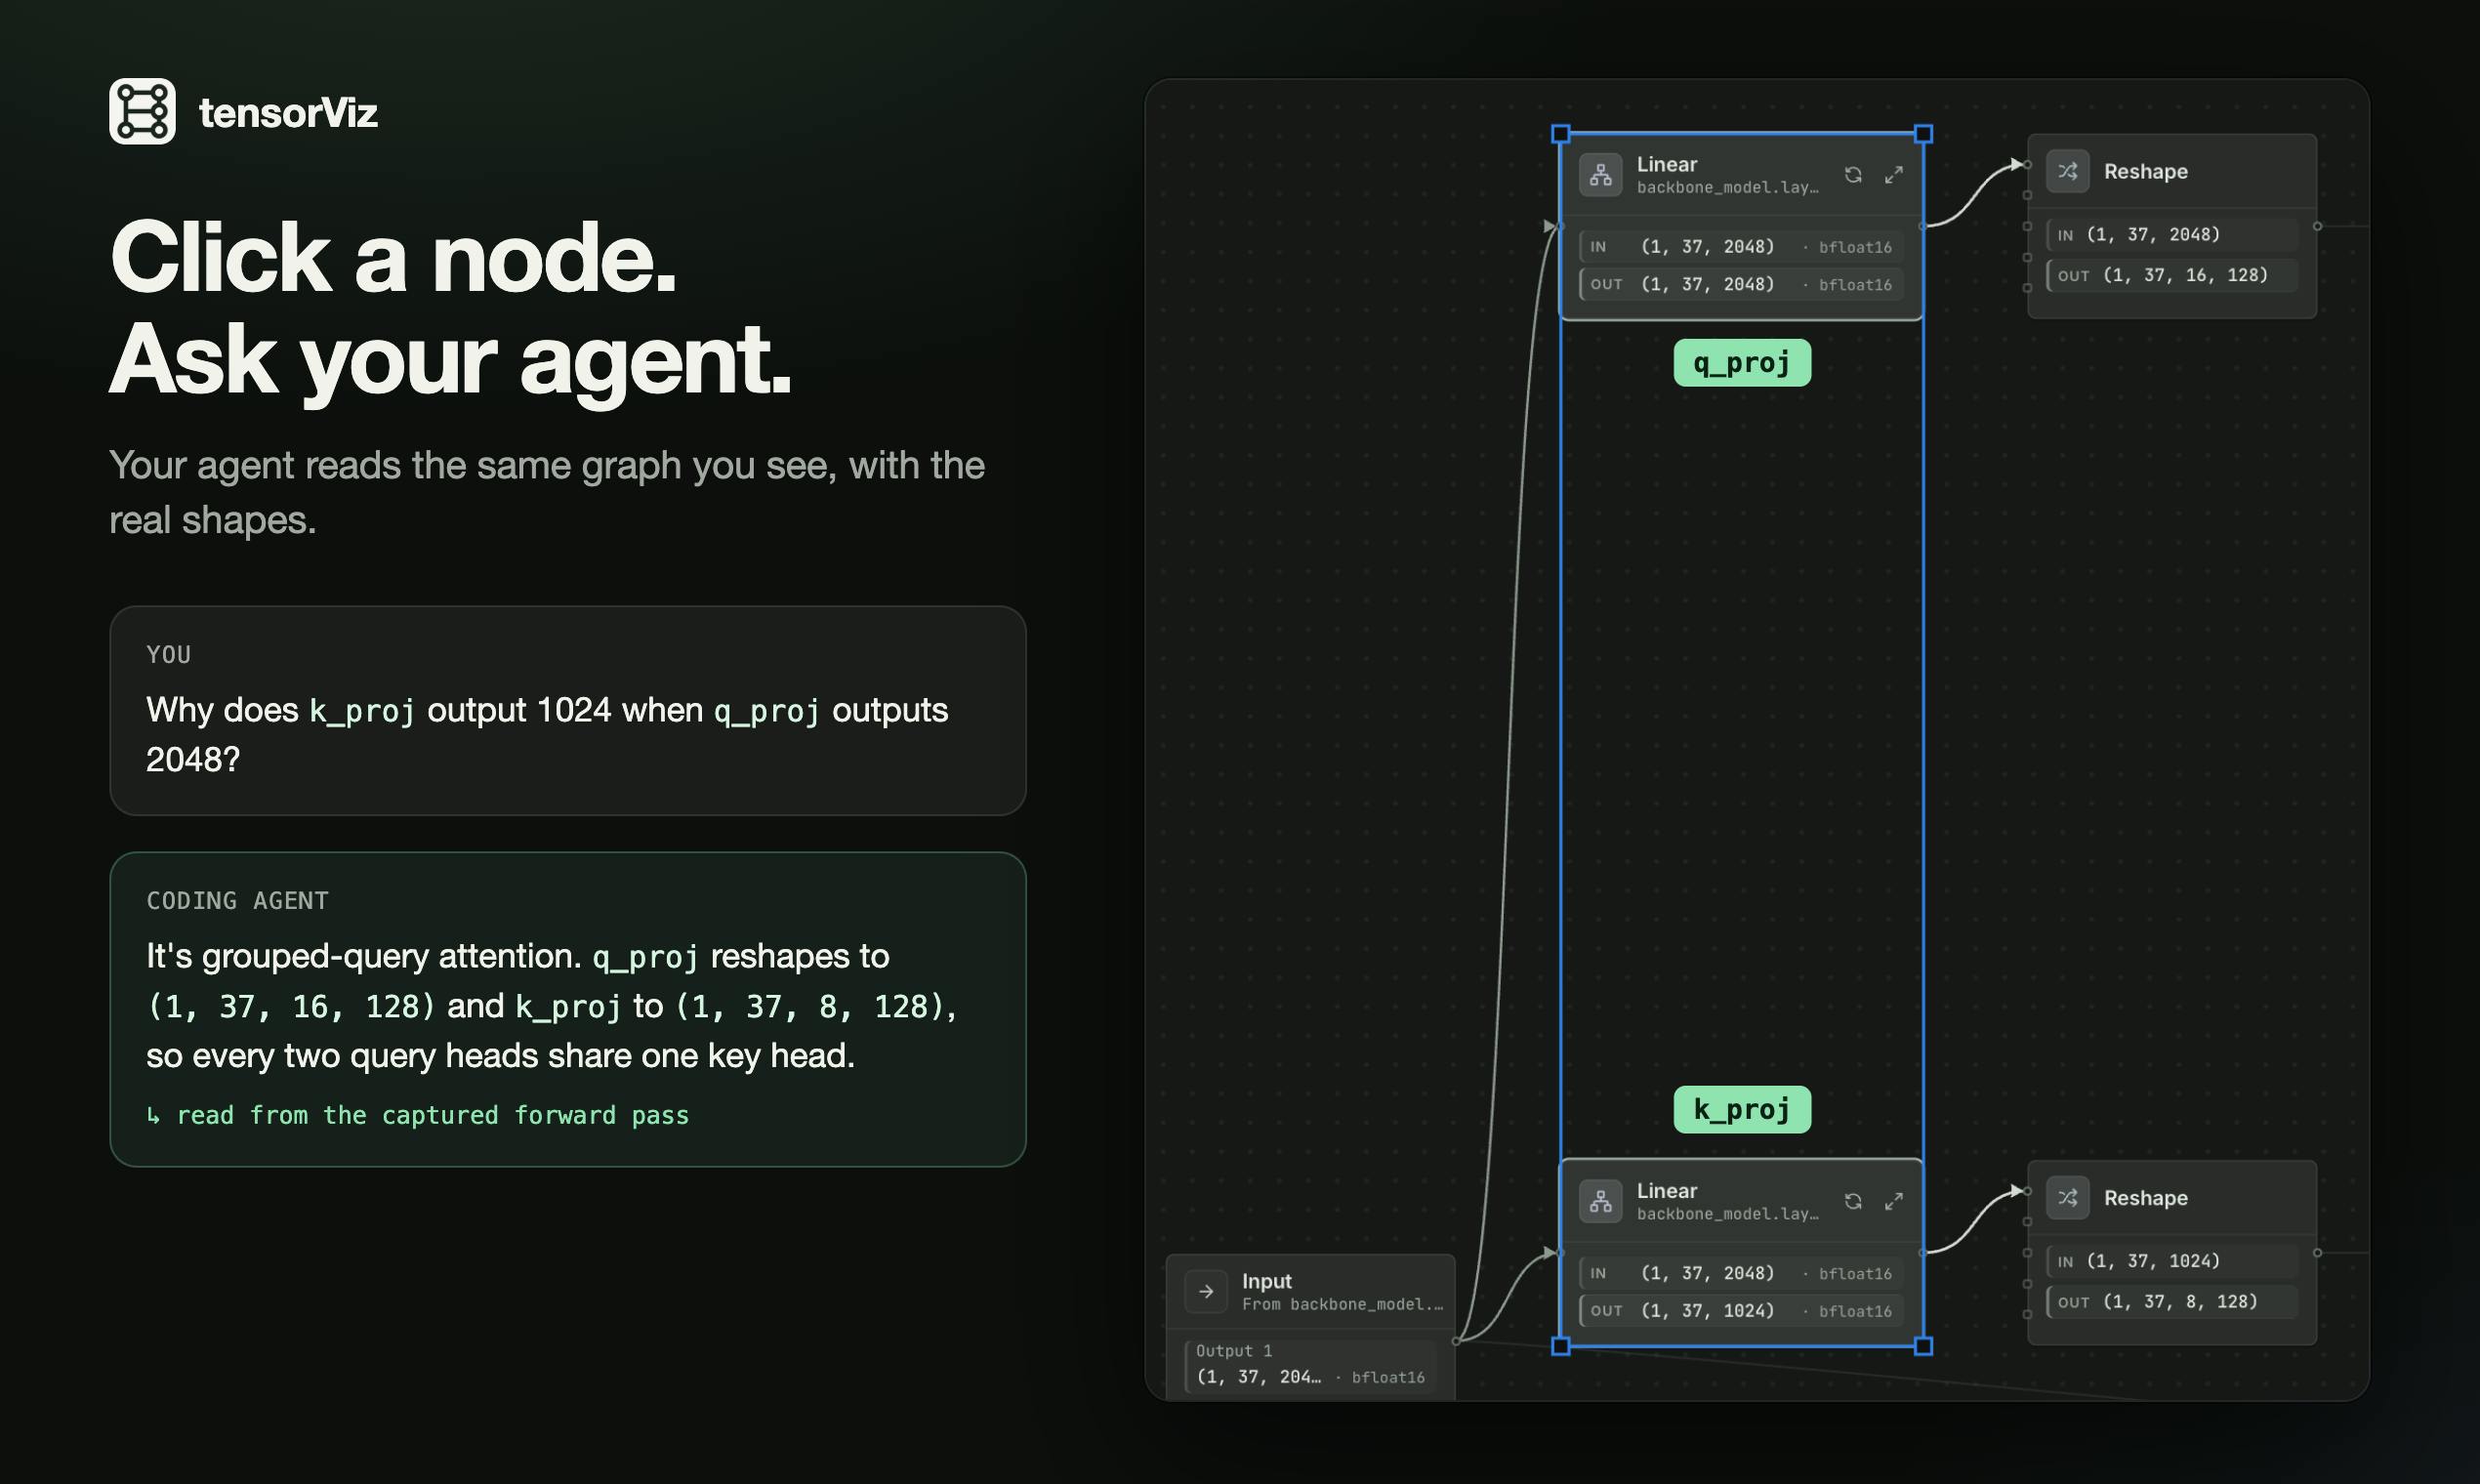 tensorViz
Click a node.
Ask your agent.
Your agent reads the same graph you see, with the
real shapes.
YOU
Why does k_proj output 1024 when q_proj outputs
2048?
CODING AGENT
It's grouped-query attention. q_proj reshapes to
(1, 37, 16, 128) and k_proj to (1, 37, 8, 128),
so every two query heads share one key head.
↳ read from the captured forward pass
Linear
backbone_model.lay…
IN (1, 37, 2048) · bfloat16
OUT (1, 37, 2048) · bfloat16
q_proj
Reshape
IN (1, 37, 2048)
OUT (1, 37, 16, 128)
k_proj
Linear
backbone_model.lay…
IN (1, 37, 2048) · bfloat16
OUT (1, 37, 1024) · bfloat16
Reshape
IN (1, 37, 1024)
OUT (1, 37, 8, 128)
Input
From backbone_model.…
Output 1
(1, 37, 204… · bfloat16